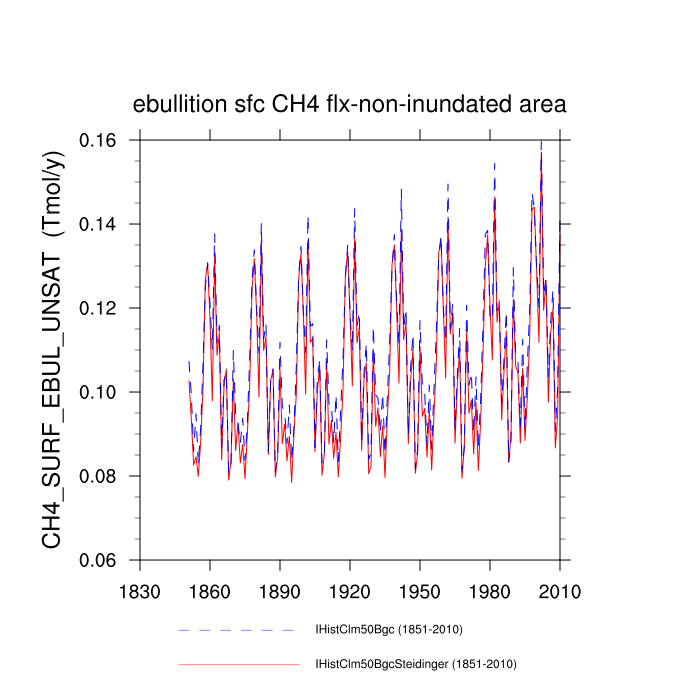 ebullition sfc CH4 flx-non-inundated area
CH4_SURF_EBUL_UNSAT (Tmol/y)
0.16
0.14
0.12
0.10
0.08
0.06
1830 1860 1890 1920 1950 1980 2010
IHistClm50Bgc (1851-2010)
IHistClm50BgcSteidinger (1851-2010)